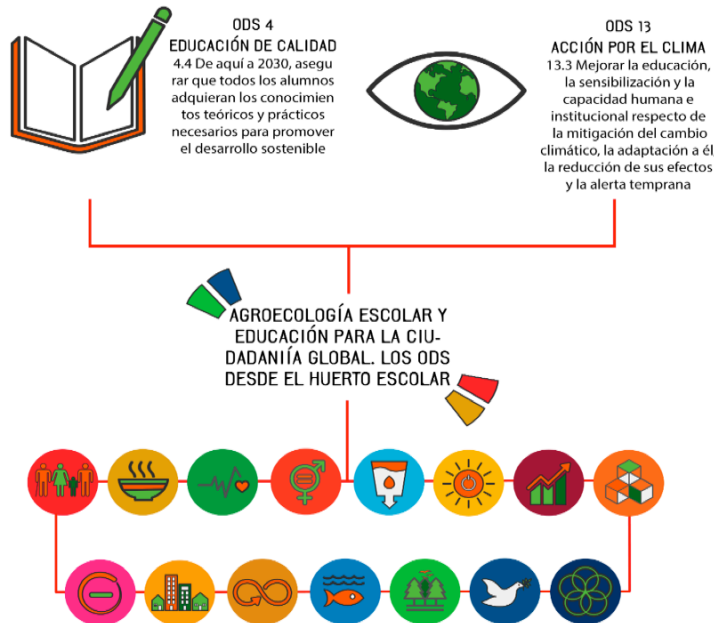 ODS 4
EDUCACIÓN DE CALIDAD
4.4 De aquí a 2030, asegu
rar que todos los alumnos
adquieran los conocimien
tos teóricos y prácticos
necesarios para promover
el desarrollo sostenible
ODS 13
ACCIÓN POR EL CLIMA
13.3 Mejorar la educación,
la sensibilización y la
capacidad humana e
institucional respecto de
la mitigación del cambio
climático, la adaptación a él,
la reducción de sus efectos
y la alerta temprana
AGROECOLOGÍA ESCOLAR Y
EDUCACIÓN PARA LA CIU-
DADANIÍA GLOBAL. LOS ODS
DESDE EL HUERTO ESCOLAR